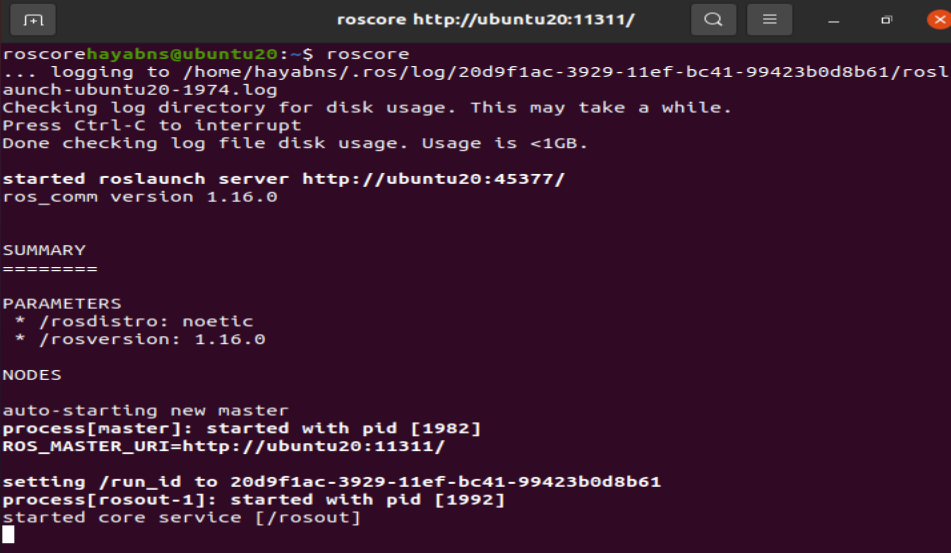 roscore http://ubuntu20:11311/
roscorehayabns@ubuntu20:~$ roscore
... logging to /home/hayabns/.ros/log/20d9f1ac-3929-11ef-bc41-99423b0d8b61/rosl
aunch-ubuntu20-1974.log
Checking log directory for disk usage. This may take a while.
Press Ctrl-C to interrupt
Done checking log file disk usage. Usage is <1GB.
started roslaunch server http://ubuntu20:45377/
ros_comm version 1.16.0
SUMMARY
========
PARAMETERS
 * /rosdistro: noetic
 * /rosversion: 1.16.0
NODES
auto-starting new master
process[master]: started with pid [1982]
ROS_MASTER_URI=http://ubuntu20:11311/
setting /run_id to 20d9f1ac-3929-11ef-bc41-99423b0d8b61
process[rosout-1]: started with pid [1992]
started core service [/rosout]